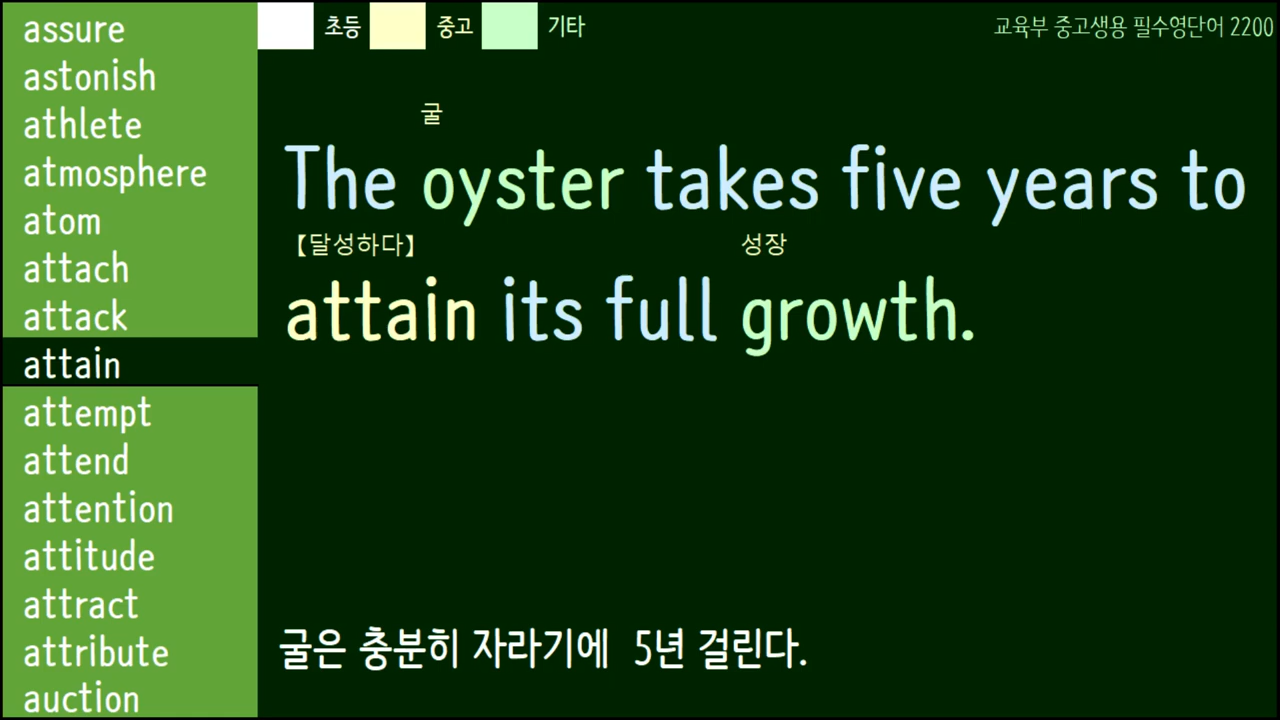 assure
astonish
athlete
atmosphere
atom
attach
attack
attain
attempt
attend
attention
attitude
attract
attribute
auction
초등 중고 기타
교육부 중고생용 필수영단어 2200
굴
The oyster takes five years to
【달성하다】 성장
attain its full growth.
굴은 충분히 자라기에 5년 걸린다.